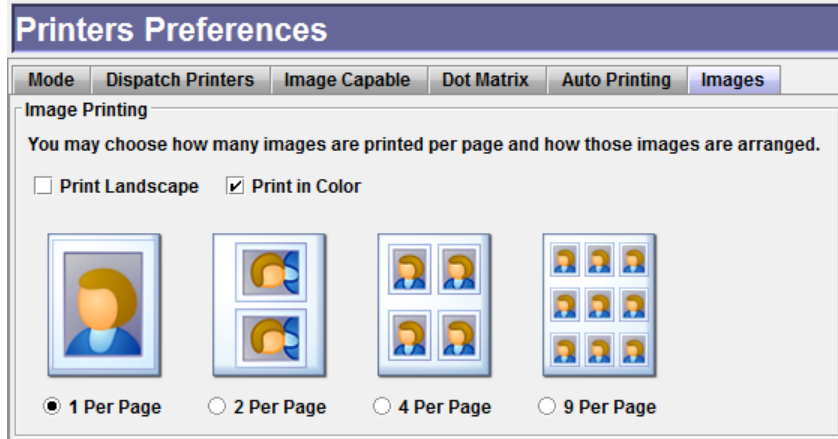 Printers Preferences
Mode Dispatch Printers Image Capable Dot Matrix Auto Printing Images
Image Printing
You may choose how many images are printed per page and how those images are arranged.
Print Landscape Print in Color
1 Per Page 2 Per Page 4 Per Page 9 Per Page